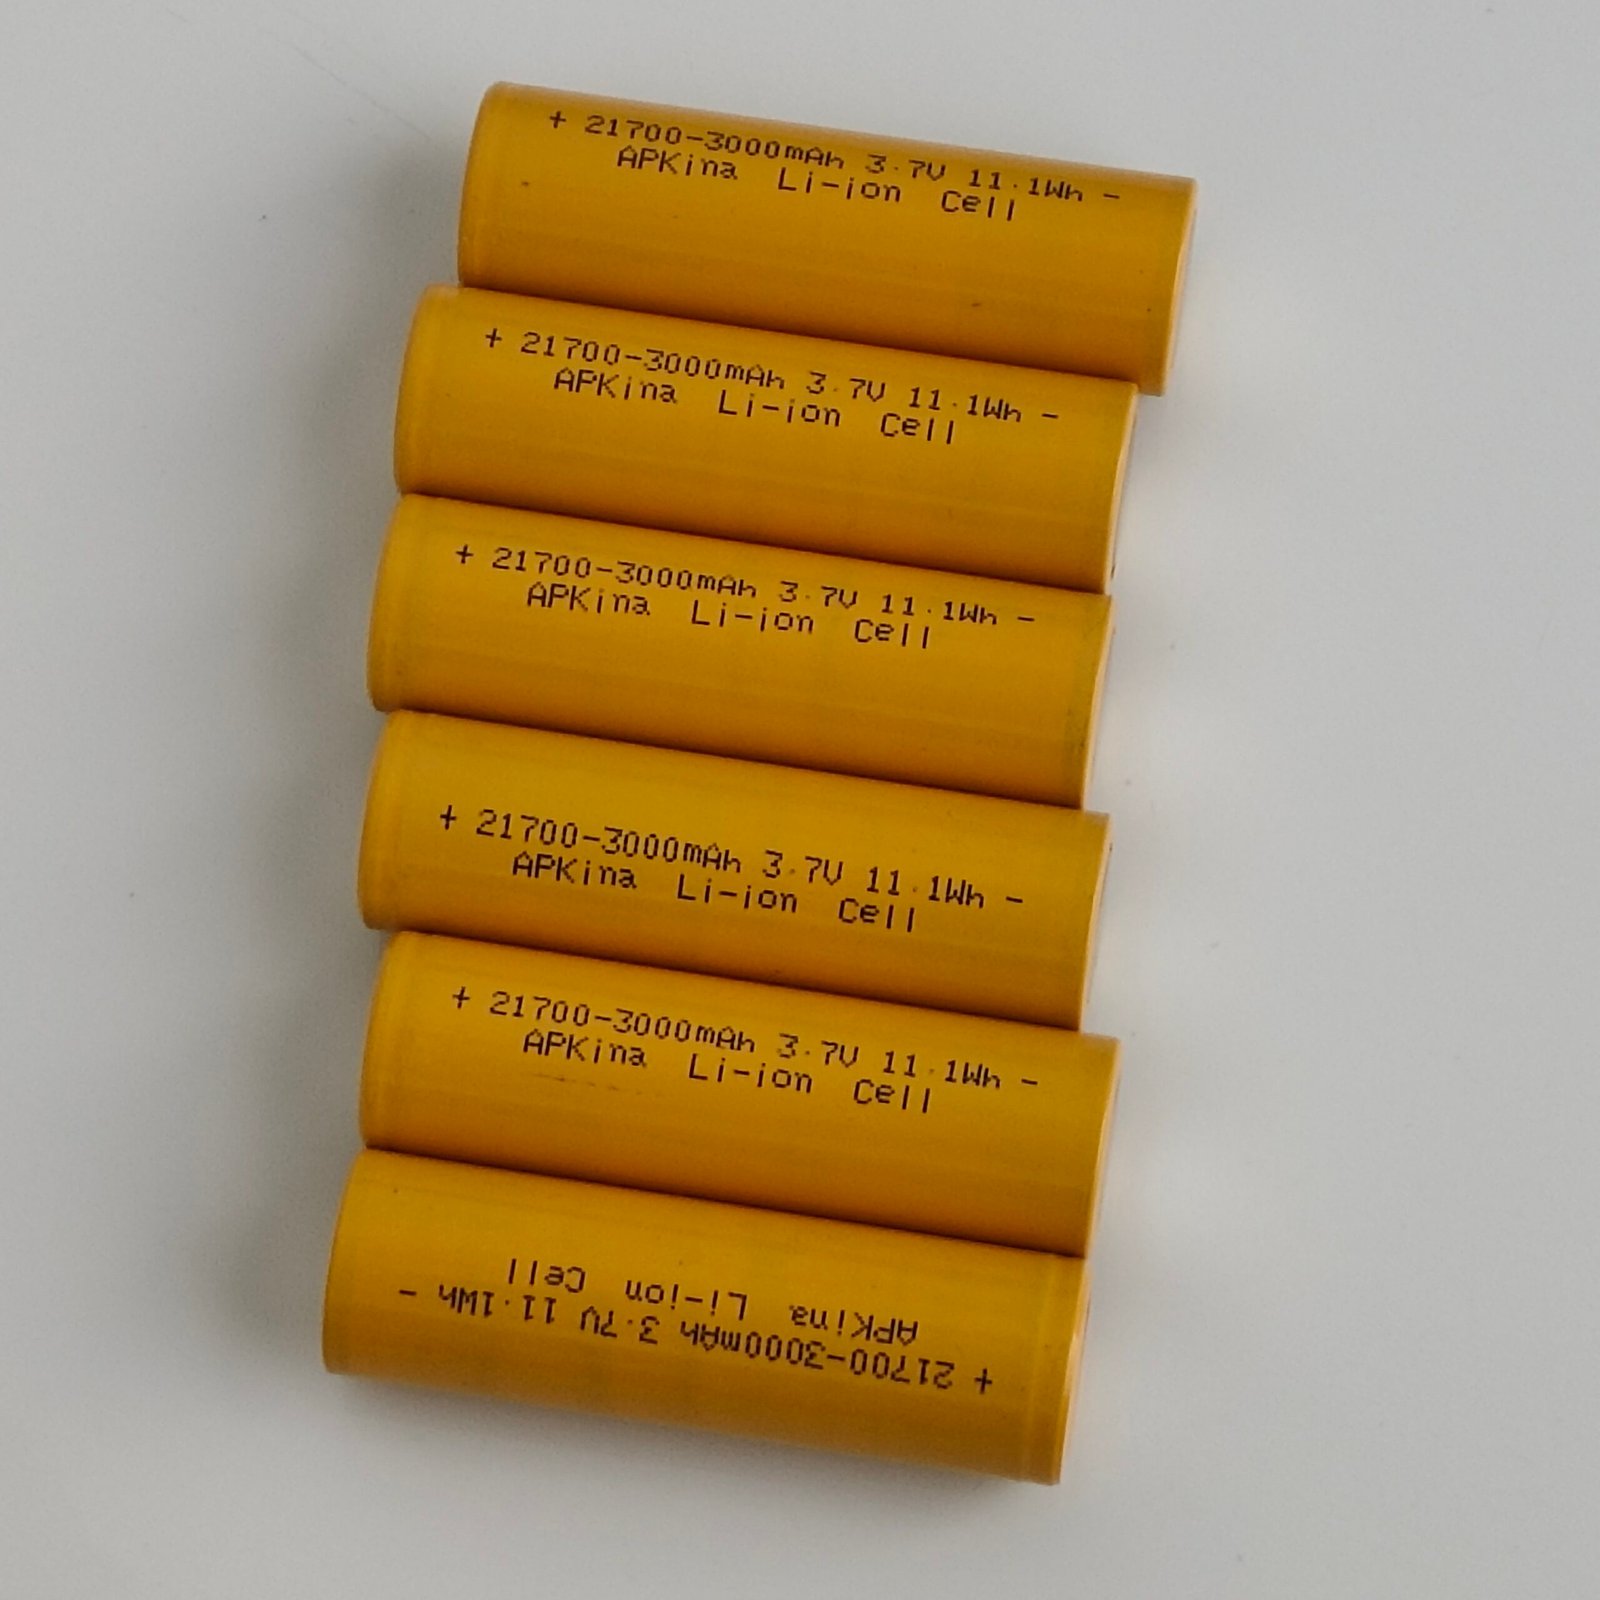 + 21700-3000mAh 3.7V 11.1Wh -
APKina Li-ion Cell
+ 21700-3000mAh 3.7V 11.1Wh -
APKina Li-ion Cell
+ 21700-3000mAh 3.7V 11.1Wh -
APKina Li-ion Cell
+ 21700-3000mAh 3.7V 11.1Wh -
APKina Li-ion Cell
+ 21700-3000mAh 3.7V 11.1Wh -
APKina Li-ion Cell
+ 21700-3000mAh 3.7V 11.1Wh -
APKina Li-ion Cell